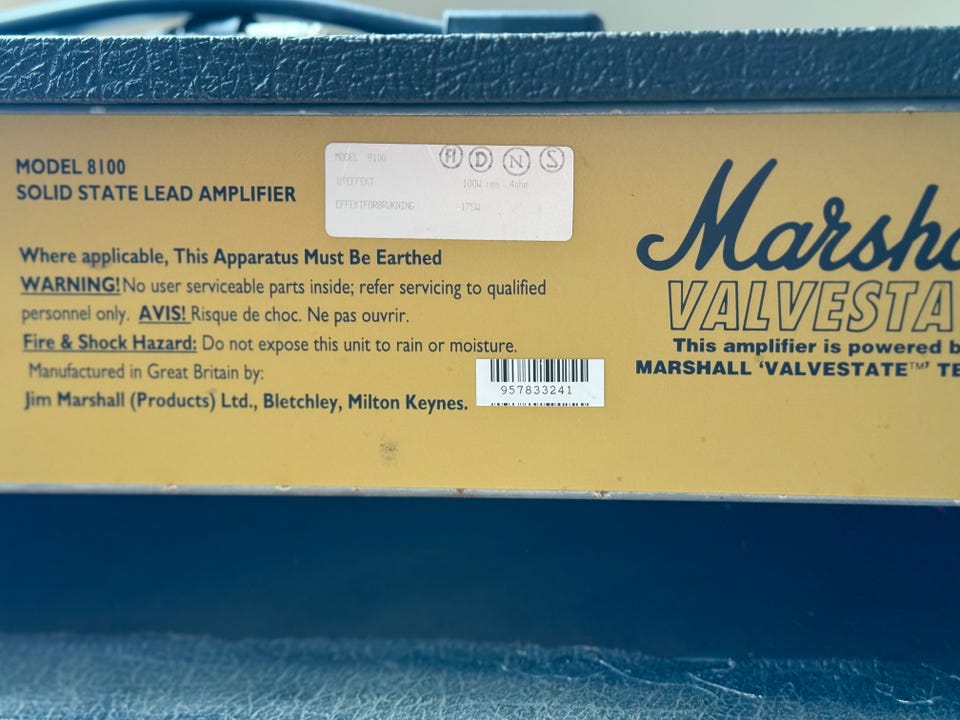 MODEL 8100
SOLID STATE LEAD AMPLIFIER
MODEL 8100
FI D N S
UTEFFEKT 100W rms 4ohm
EFFEKTFORBRUKNING 175W
Where applicable, This Apparatus Must Be Earthed
WARNING! No user serviceable parts inside; refer servicing to qualified
personnel only. AVIS! Risque de choc. Ne pas ouvrir.
Fire & Shock Hazard: Do not expose this unit to rain or moisture.
Manufactured in Great Britain by:
Jim Marshall (Products) Ltd., Bletchley, Milton Keynes.
957833241
Marsha
VALVESTA
This amplifier is powered b
MARSHALL 'VALVESTATE™' TE